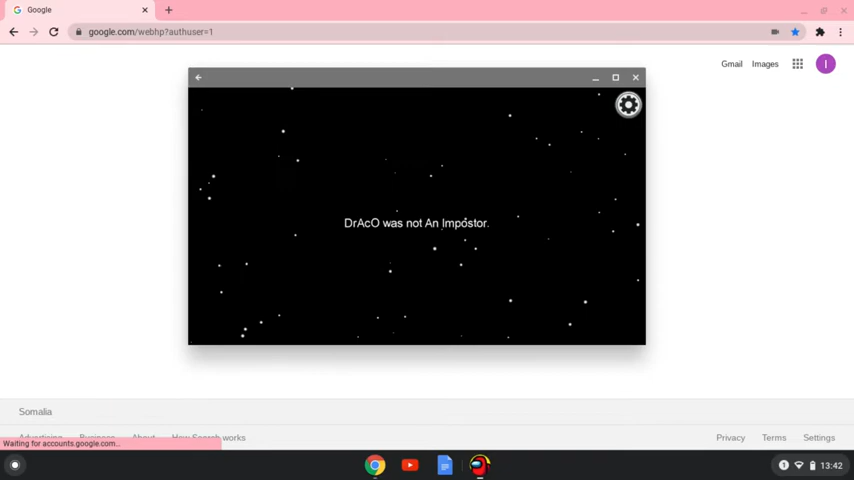 Google
google.com/webhp?authuser=1
Gmail Images I
DrAcO was not An Impostor.
Somalia
Advertising Business About How Search works
Privacy Terms Settings
Waiting for accounts.google.com...
1 13:42